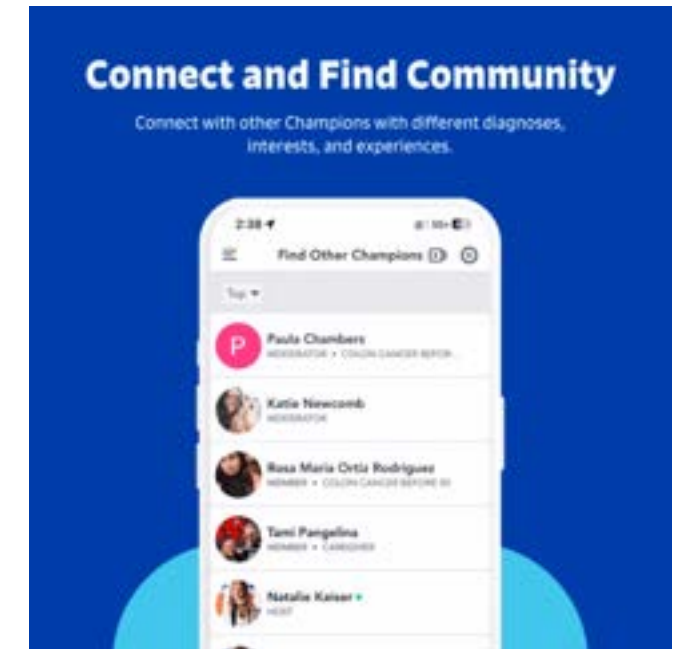 Connect and Find Community
Connect with other Champions with different diagnoses,
interests, and experiences.
2:38
Find Other Champions
Top
P
Paula Chambers
MODERATOR • COLON CANCER BEFOR...
Katie Newcomb
MODERATOR
Rosa Maria Ortiz Rodriguez
MEMBER • COLON CANCER BEFORE 50
Tami Pangelina
MEMBER • CAREGIVER
Natalie Kaiser
HOST